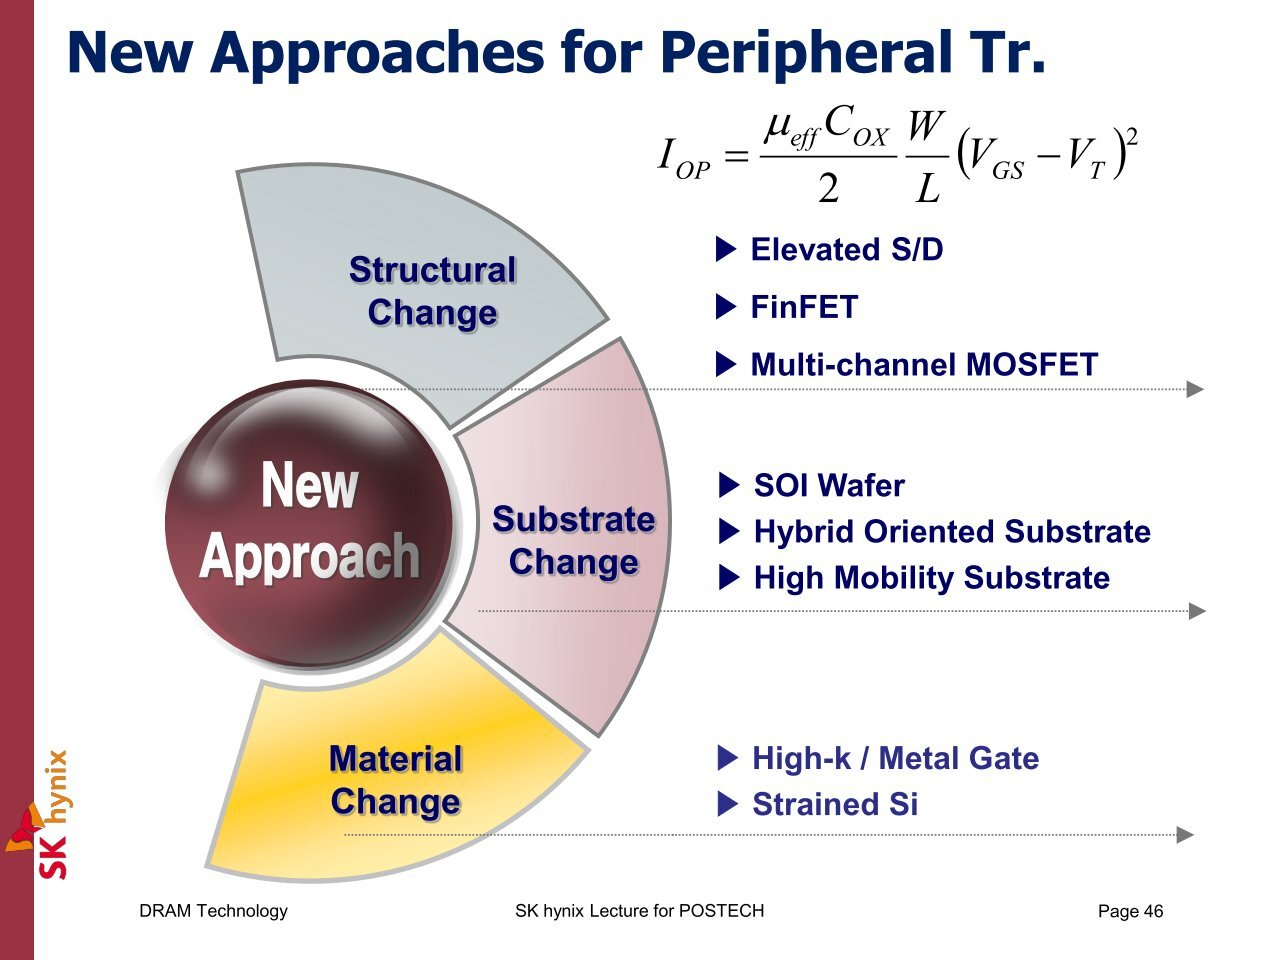 New Approaches for Peripheral Tr.
I_OP = μ_eff C_OX / 2 W / L (V_GS − V_T)^2
Structural
Change
▶ Elevated S/D
▶ FinFET
▶ Multi-channel MOSFET
New
Approach
Substrate
Change
▶ SOI Wafer
▶ Hybrid Oriented Substrate
▶ High Mobility Substrate
Material
Change
▶ High-k / Metal Gate
▶ Strained Si
SK hynix
DRAM Technology
SK hynix Lecture for POSTECH
Page 46